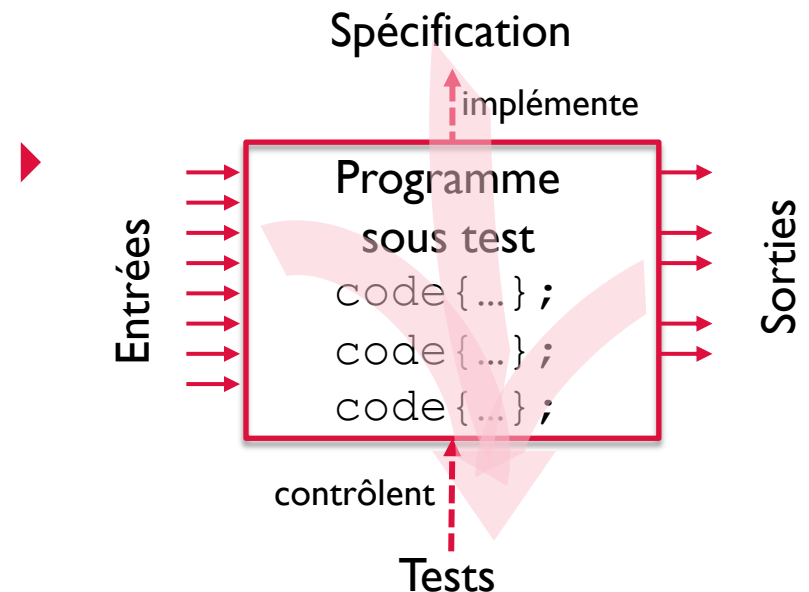 Spécification
implémente
Entrées
Programme
sous test
code{…};
code{…};
code{…};
Sorties
contrôlent
Tests